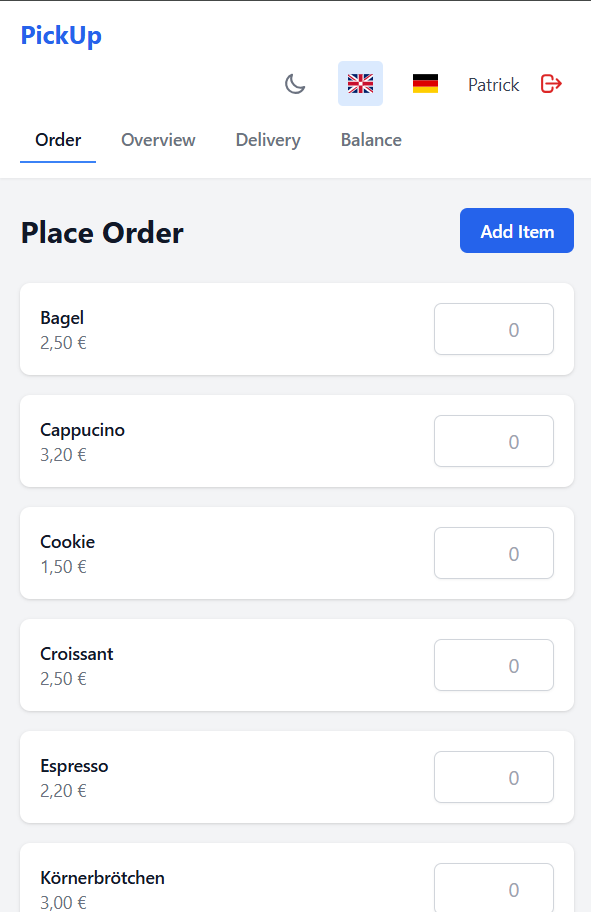 PickUp
Patrick
Order Overview Delivery Balance
Place Order
Add Item
Bagel
2,50 €
0
Cappucino
3,20 €
0
Cookie
1,50 €
0
Croissant
2,50 €
0
Espresso
2,20 €
0
Körnerbrötchen
3,00 €
0